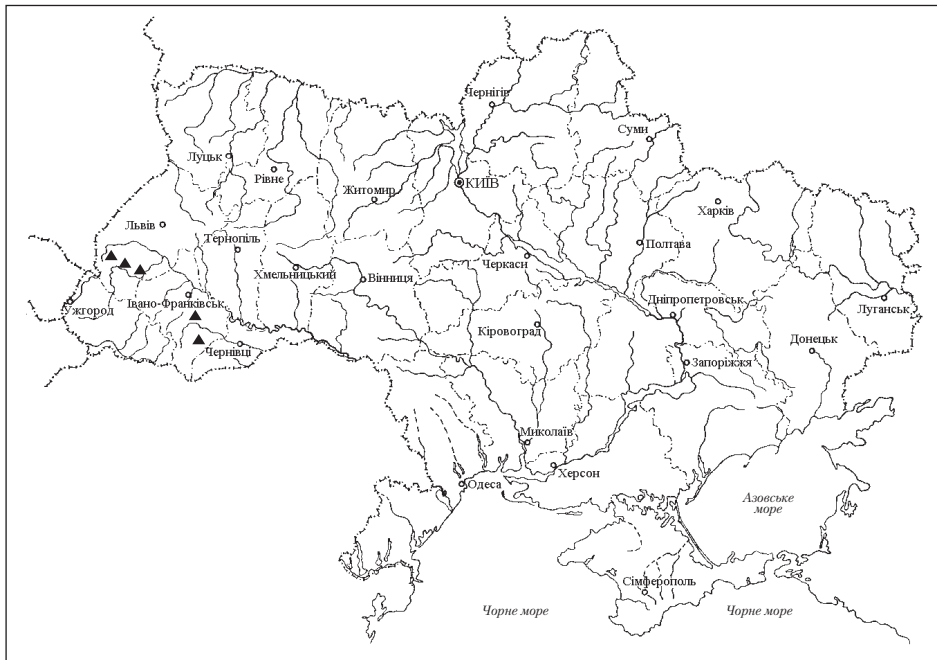 Чернігів
Суми
Луцьк
Рівне
КИЇВ
Житомир
Харків
Львів
Тернопіль
Полтава
Черкаси
Хмельницький
Вінниця
Ужгород
Івано-Франківськ
Дніпропетровськ
Луганськ
Кіровоград
Чернівці
Донецьк
Запоріжжя
Миколаїв
Херсон
Одеса
Азовське
море
Сімферополь
Чорне море
Чорне море